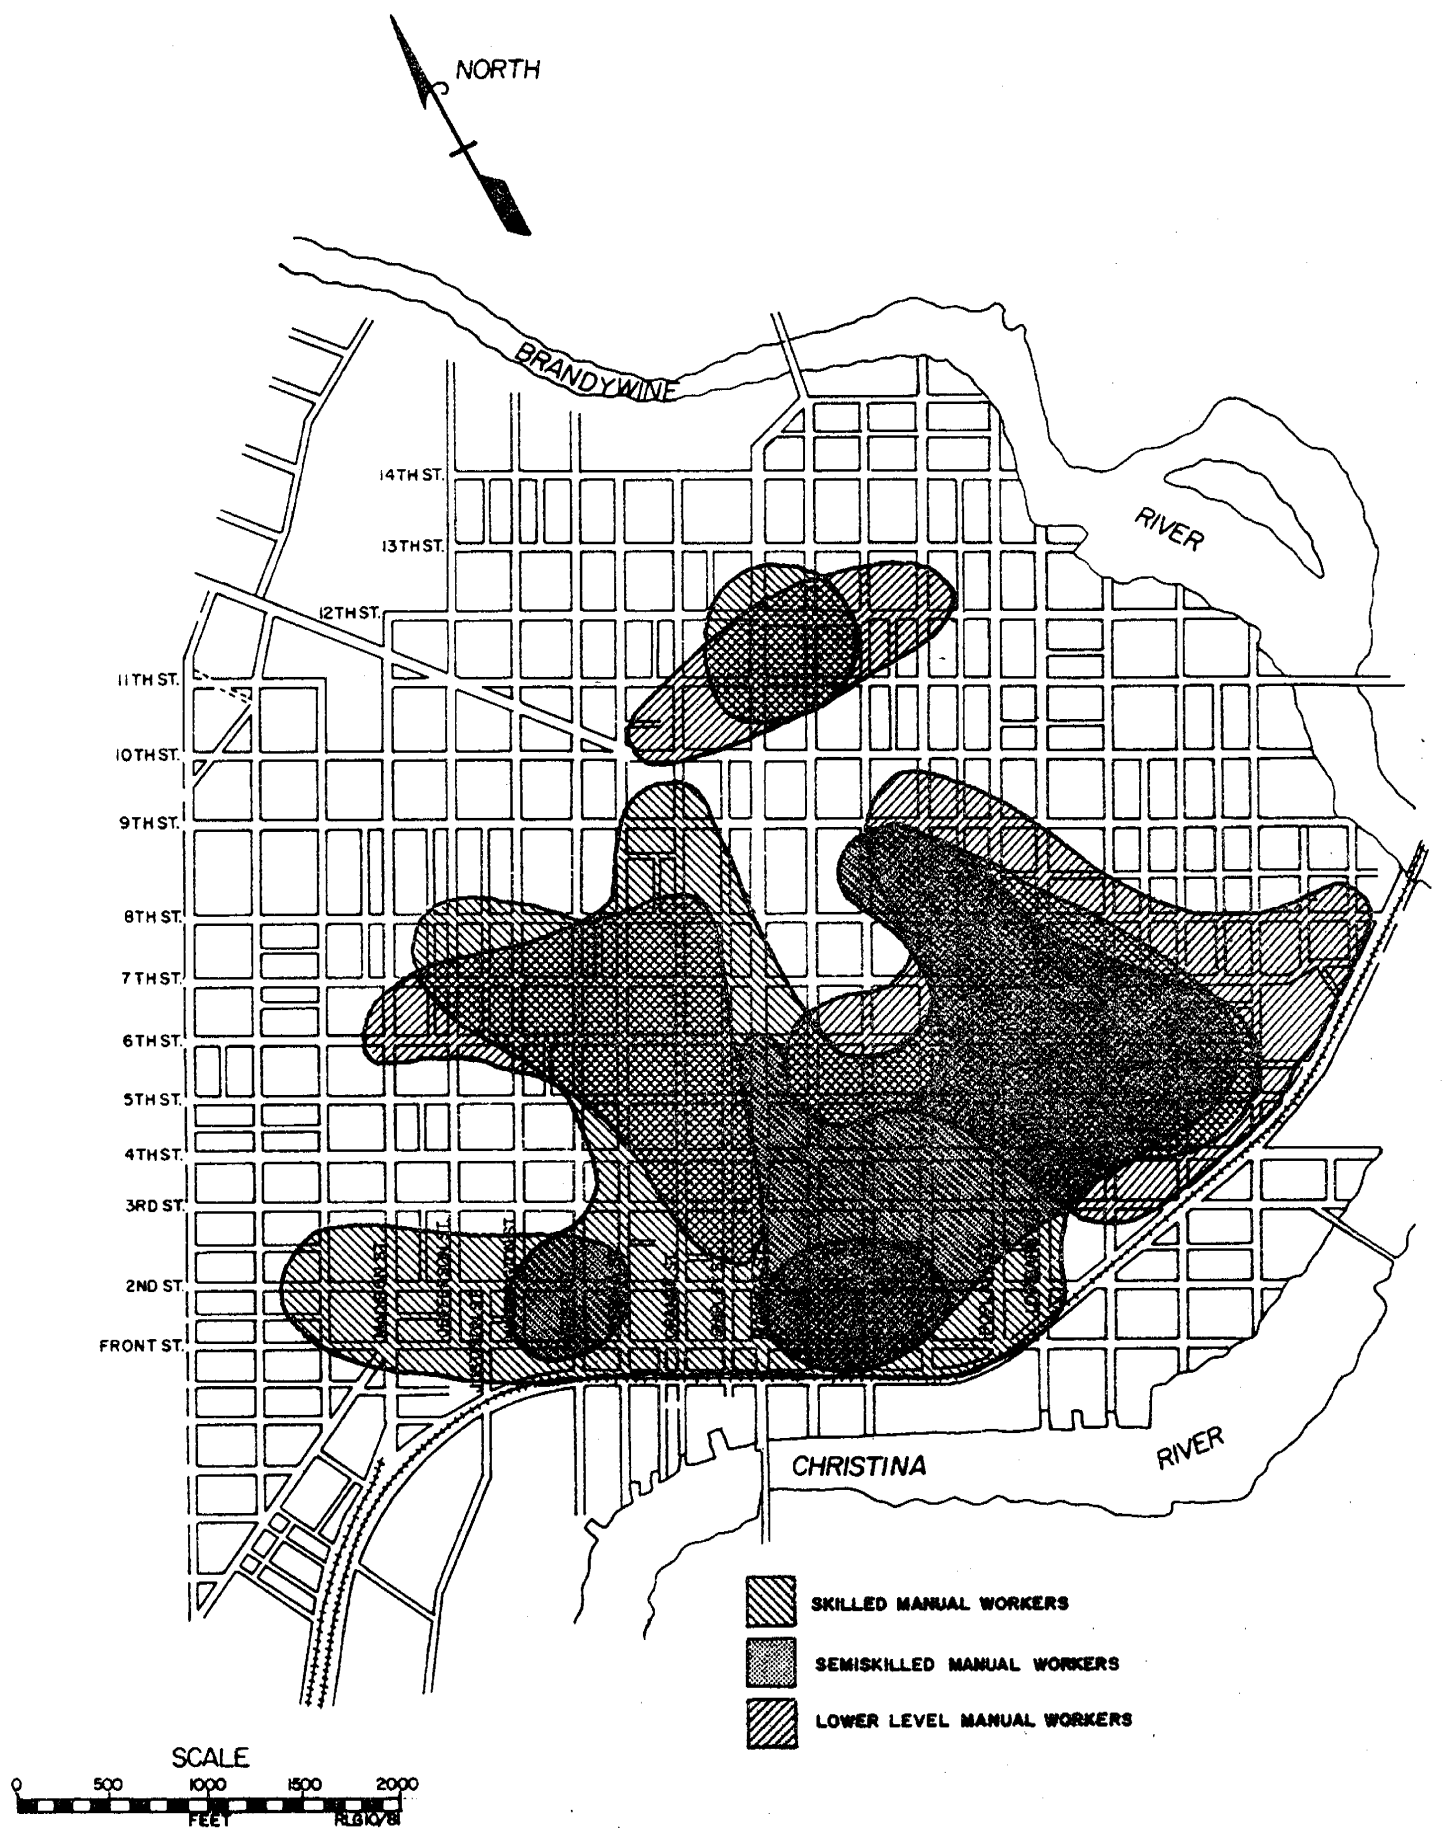 NORTH
BRANDYWINE
RIVER
14TH ST.
13TH ST.
12TH ST.
11TH ST.
10TH ST.
9TH ST.
8TH ST.
7TH ST.
6TH ST.
5TH ST.
4TH ST.
3RD ST.
2ND ST.
FRONT ST.
CHRISTINA
RIVER
SKILLED MANUAL WORKERS
SEMISKILLED MANUAL WORKERS
LOWER LEVEL MANUAL WORKERS
SCALE
0 500 1000 1500 2000
FEET RLG10/81